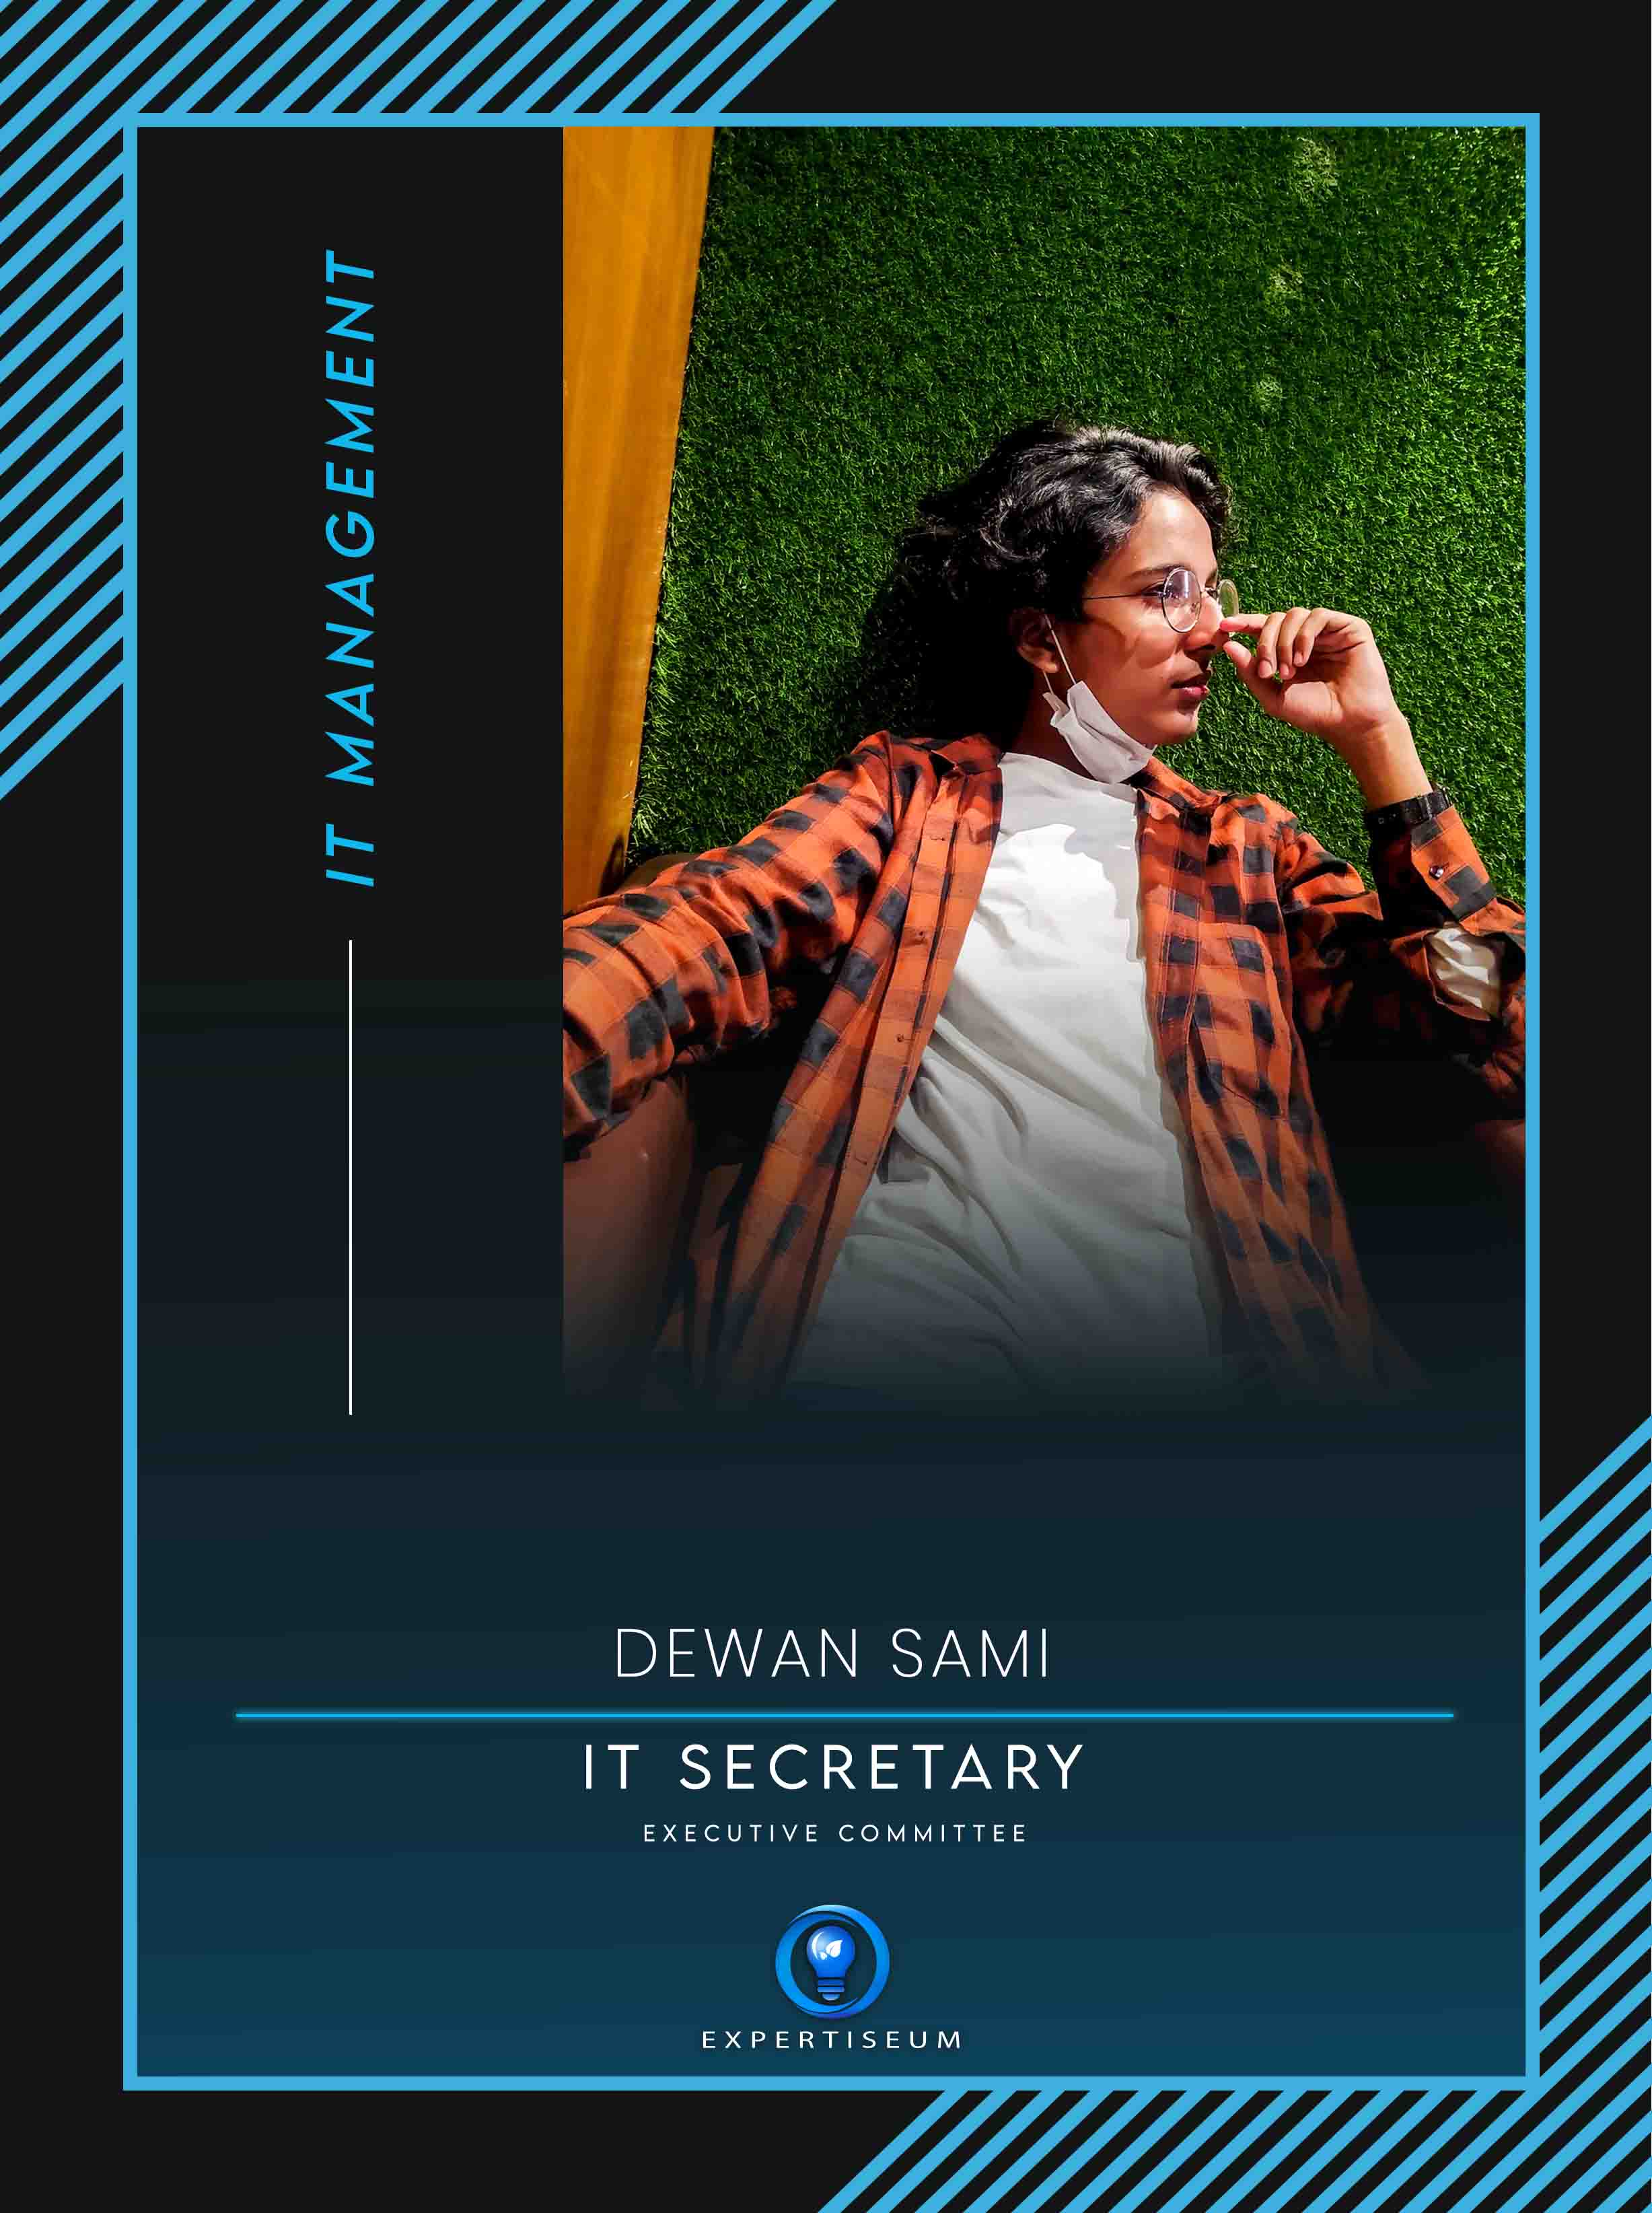 IT MANAGEMENT
DEWAN SAMI
IT SECRETARY
EXECUTIVE COMMITTEE
EXPERTISEUM